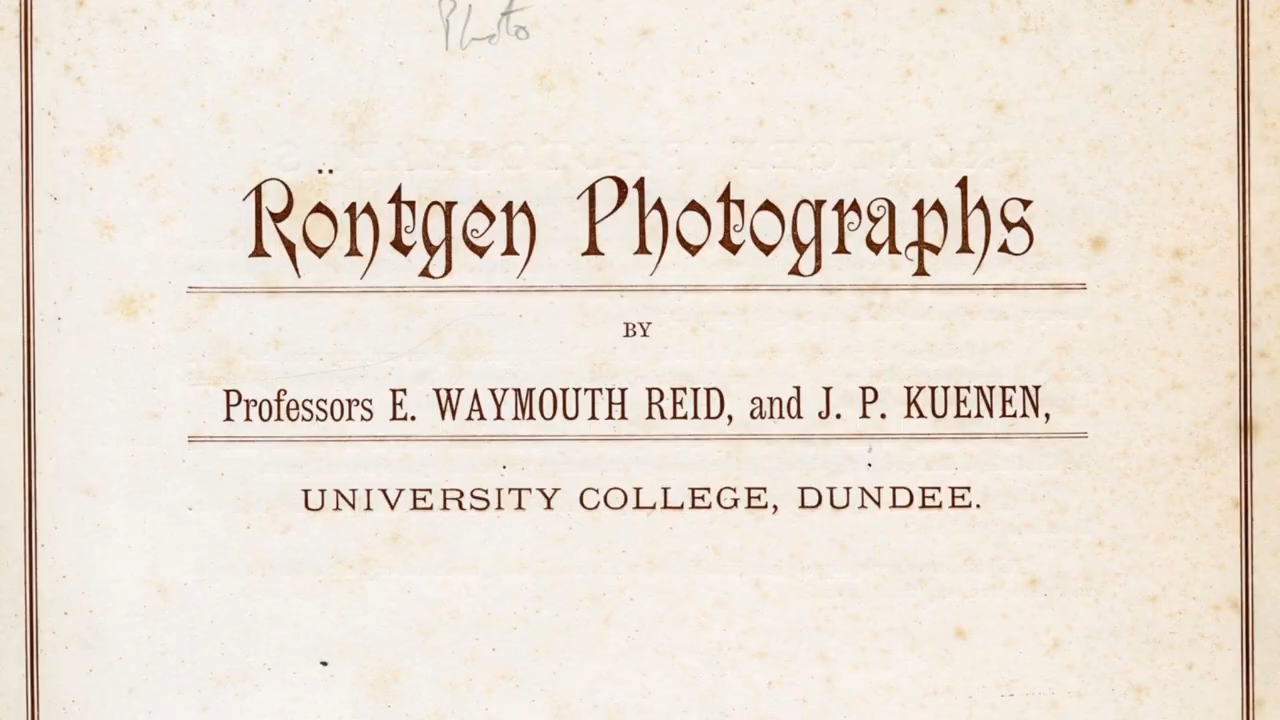 Photo
Röntgen Photographs
BY
Professors E. WAYMOUTH REID, and J. P. KUENEN,
UNIVERSITY COLLEGE, DUNDEE.